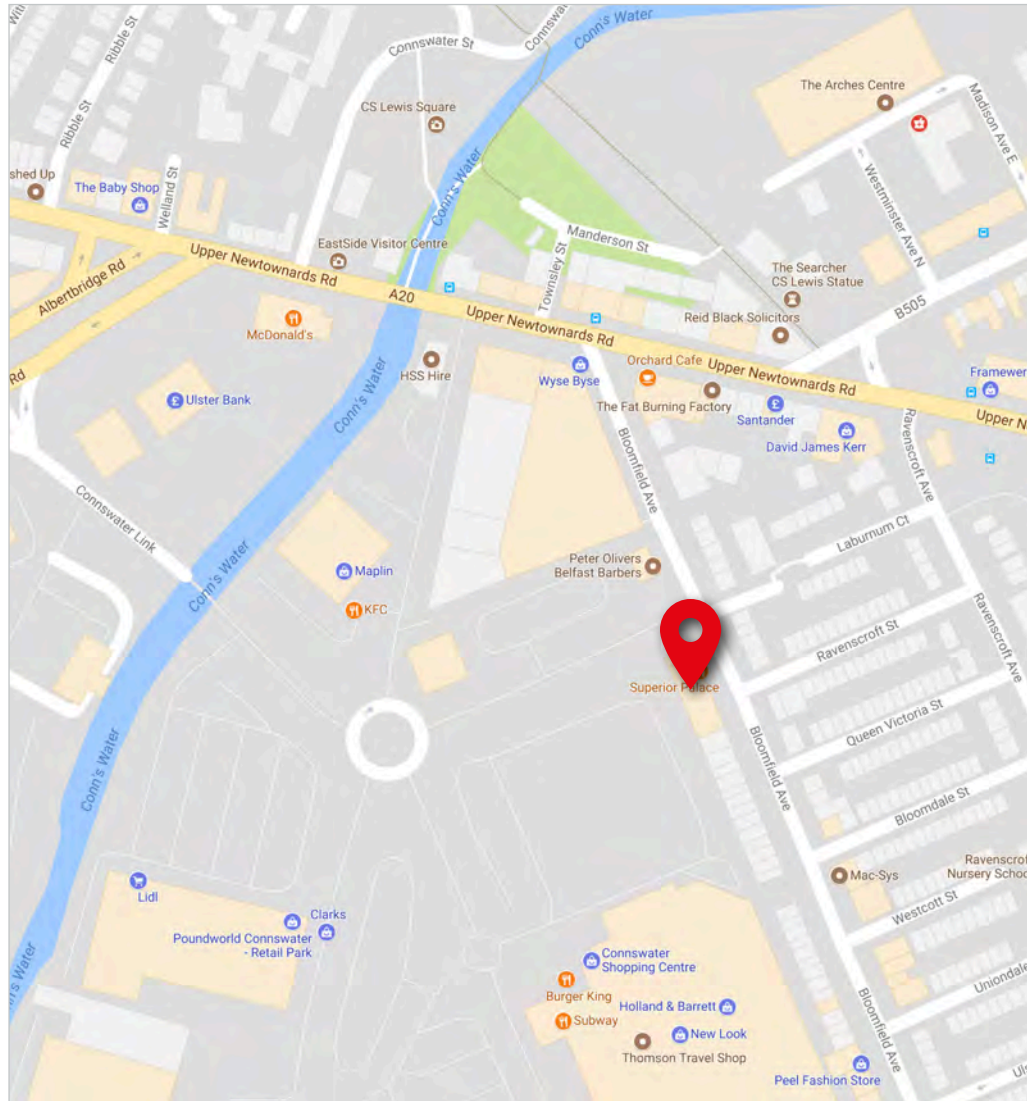 Ribble St
Ribble St
Connswater St
Conn's Water
CS Lewis Square
The Arches Centre
Madison Ave E
shed Up
The Baby Shop
Welland St
Conn's Water
Westminster Ave N
Manderson St
EastSide Visitor Centre
Upper Newtownards Rd
Townsley St
The Searcher
CS Lewis Statue
Albertbridge Rd
A20
B505
McDonald's
Upper Newtownards Rd
Reid Black Solicitors
Rd
HSS Hire
Wyse Byse
Orchard Cafe
Upper Newtownards Rd
Framewer
Ulster Bank
The Fat Burning Factory
Santander
Upper N
David James Kerr
Conn's Water
Bloomfield Ave
Ravenscroft Ave
Connswater Link
Laburnum Ct
Peter Olivers
Belfast Barbers
Maplin
Conn's Water
KFC
Ravenscroft St
Ravenscroft Ave
Superior Palace
Queen Victoria St
Conn's Water
Bloomfield Ave
Bloomdale St
Mac-Sys
Ravenscroft
Nursery School
Lidl
Clarks
Poundworld Connswater
- Retail Park
Westcott St
Connswater
Shopping Centre
Burger King
Holland & Barrett
Uniondale
Subway
New Look
Thomson Travel Shop
Bloomfield Ave
Peel Fashion Store